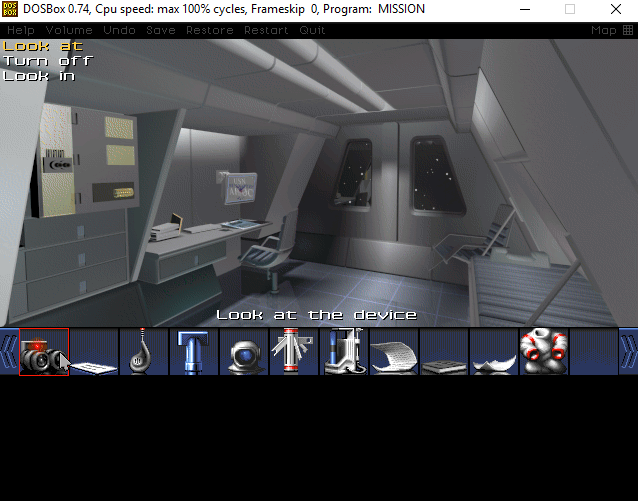 DOSBox 0.74, Cpu speed: max 100% cycles, Frameskip 0, Program: MISSION
Help Volume Undo Save Restore Restart Quit Map
Look at
Turn off
Look in
Look at the device